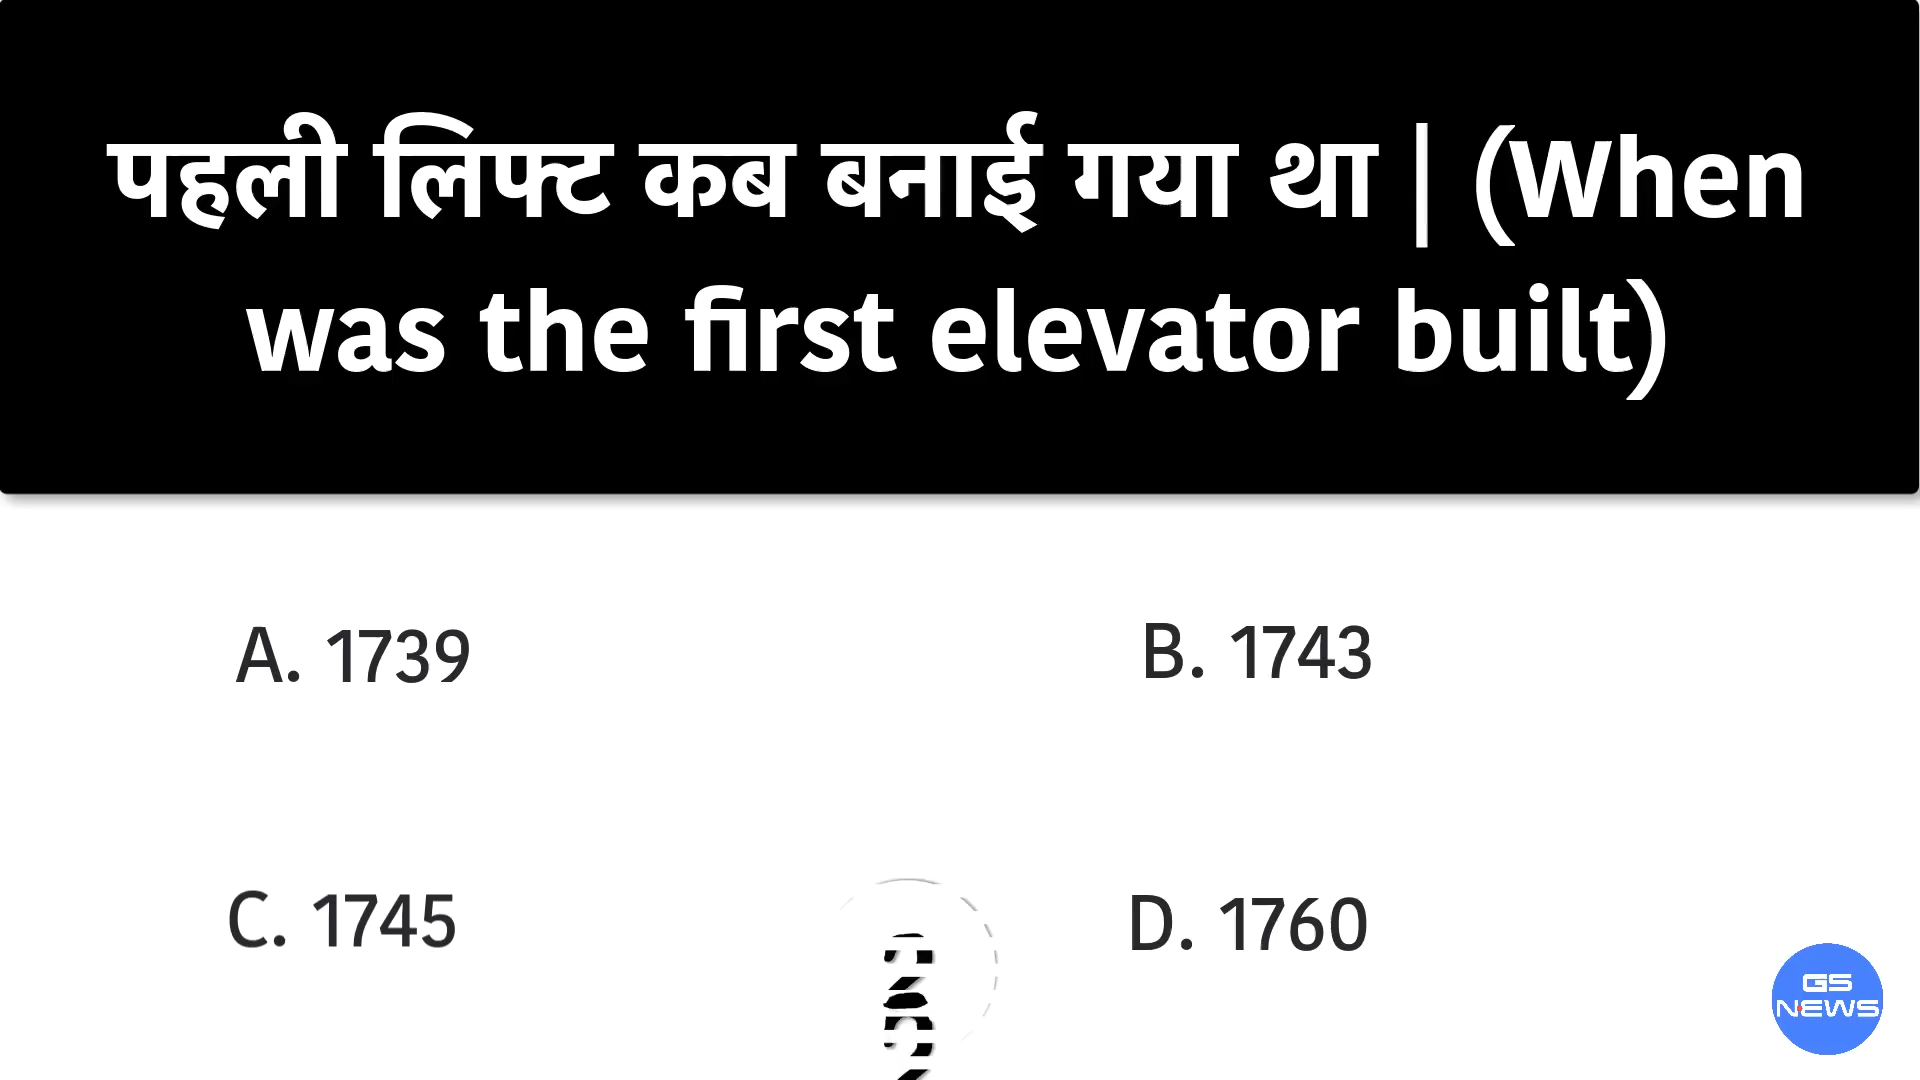 पहली लिफ्ट कब बनाई गया था | (When
was the first elevator built)
A. 1739
B. 1743
C. 1745
D. 1760
GS
NEWS